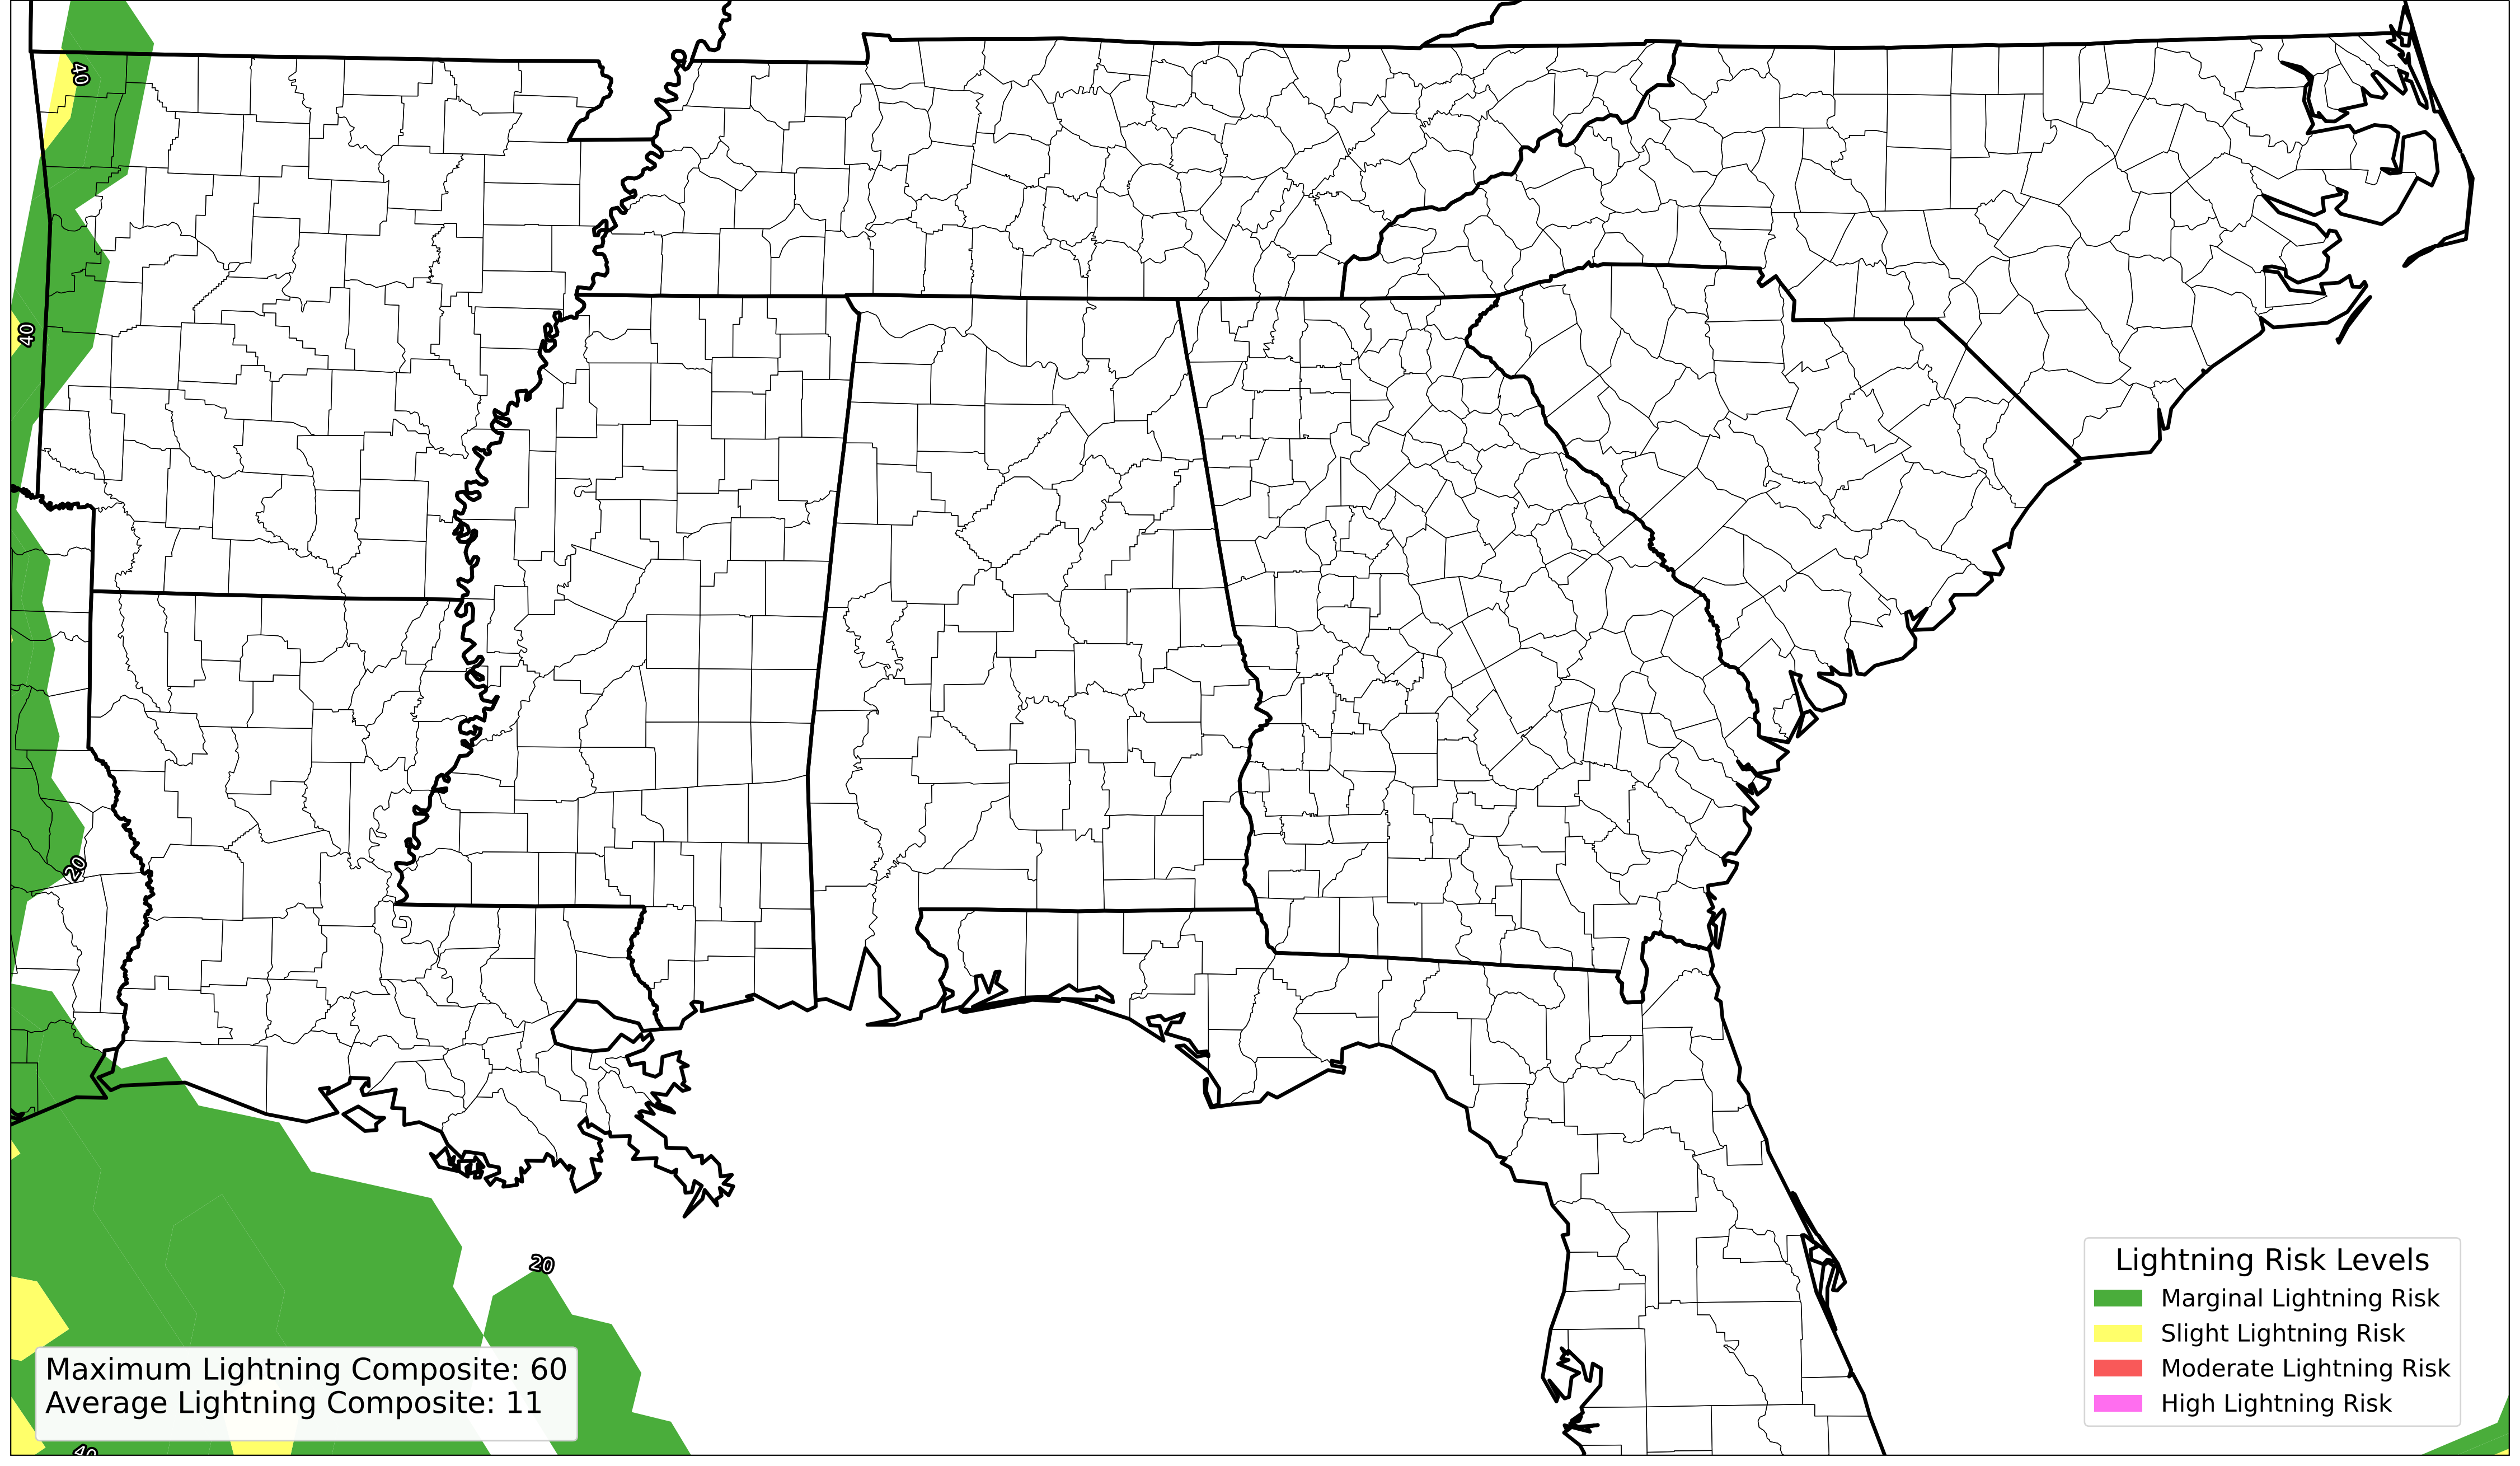 40
40
20
20
40
Maximum Lightning Composite: 60
Average Lightning Composite: 11
Lightning Risk Levels
Marginal Lightning Risk
Slight Lightning Risk
Moderate Lightning Risk
High Lightning Risk